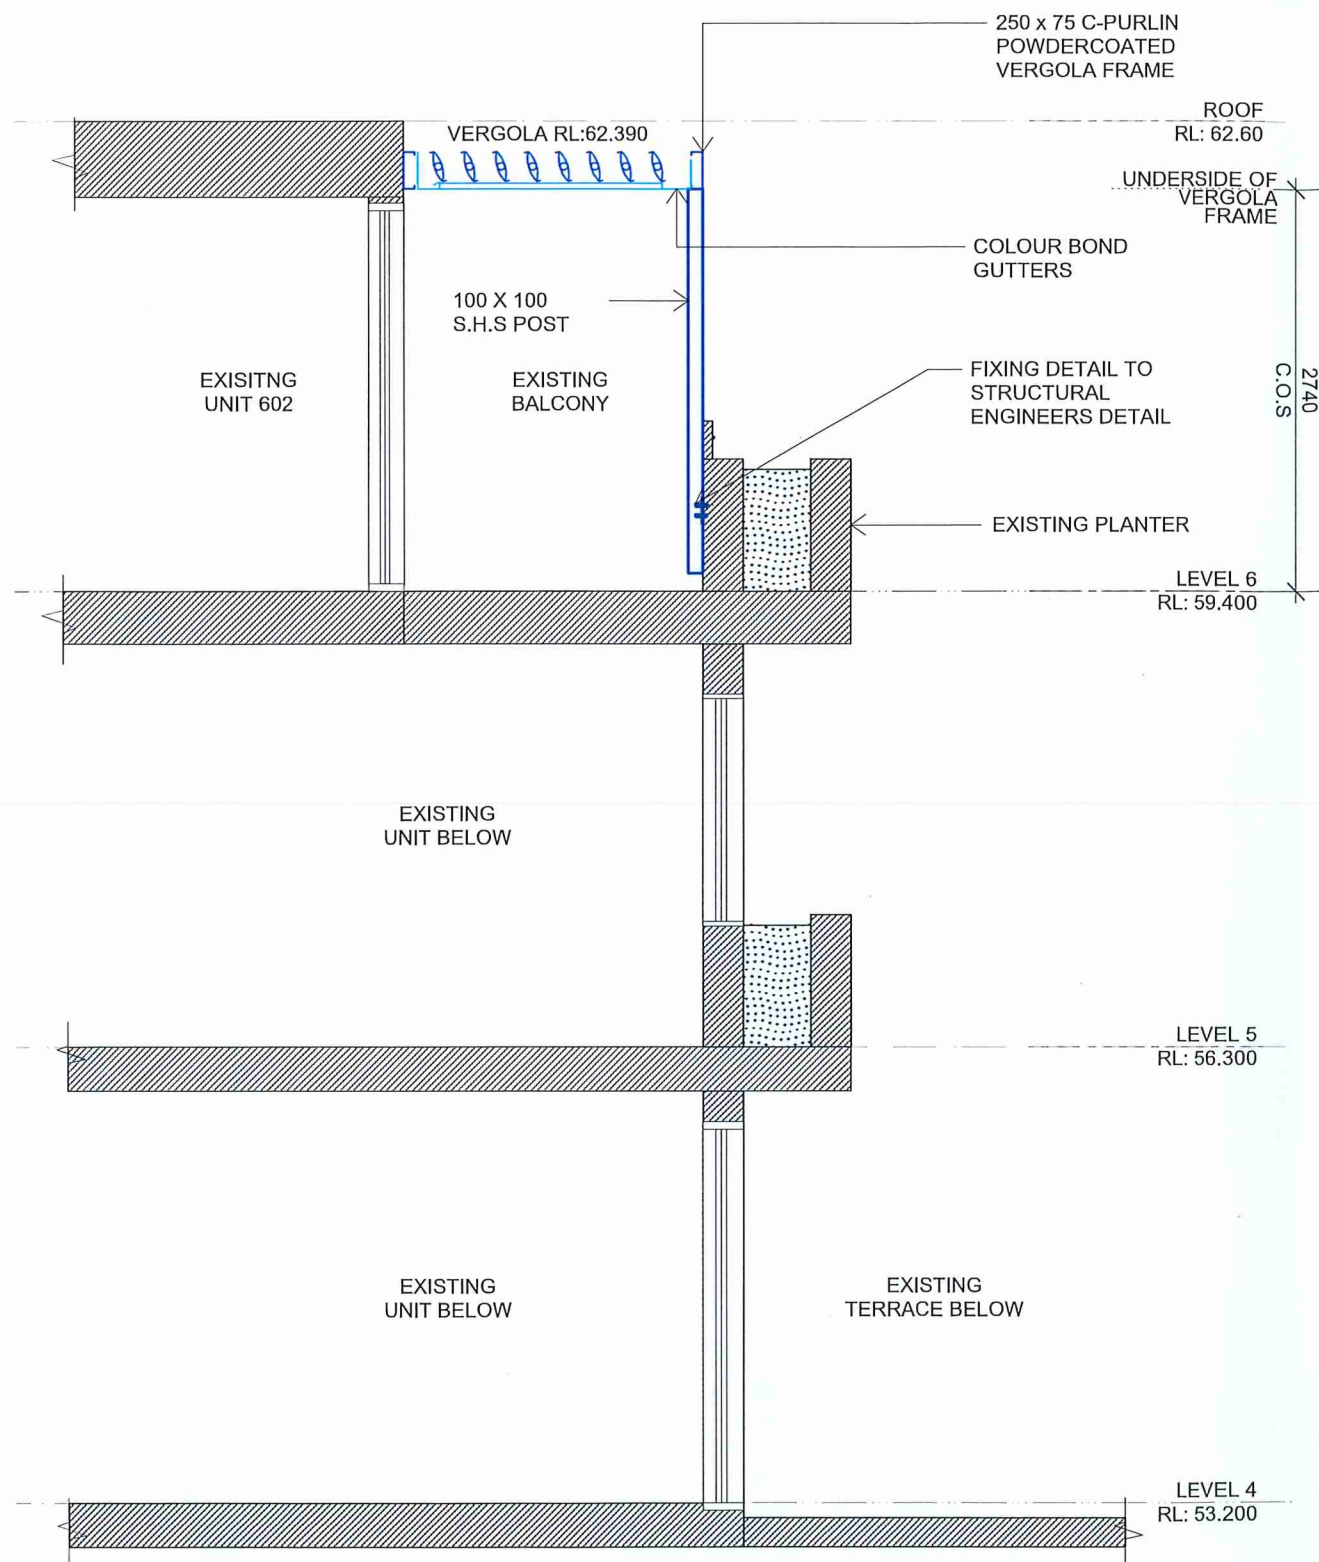 250 x 75 C-PURLIN
POWDERCOATED
VERGOLA FRAME
ROOF
RL: 62.60
VERGOLA RL:62.390
UNDERSIDE OF
VERGOLA
FRAME
COLOUR BOND
GUTTERS
100 X 100
S.H.S POST
2740
C.O.S
EXISITNG
UNIT 602
EXISTING
BALCONY
FIXING DETAIL TO
STRUCTURAL
ENGINEERS DETAIL
EXISTING PLANTER
LEVEL 6
RL: 59.400
EXISTING
UNIT BELOW
LEVEL 5
RL: 56.300
EXISTING
UNIT BELOW
EXISTING
TERRACE BELOW
LEVEL 4
RL: 53.200